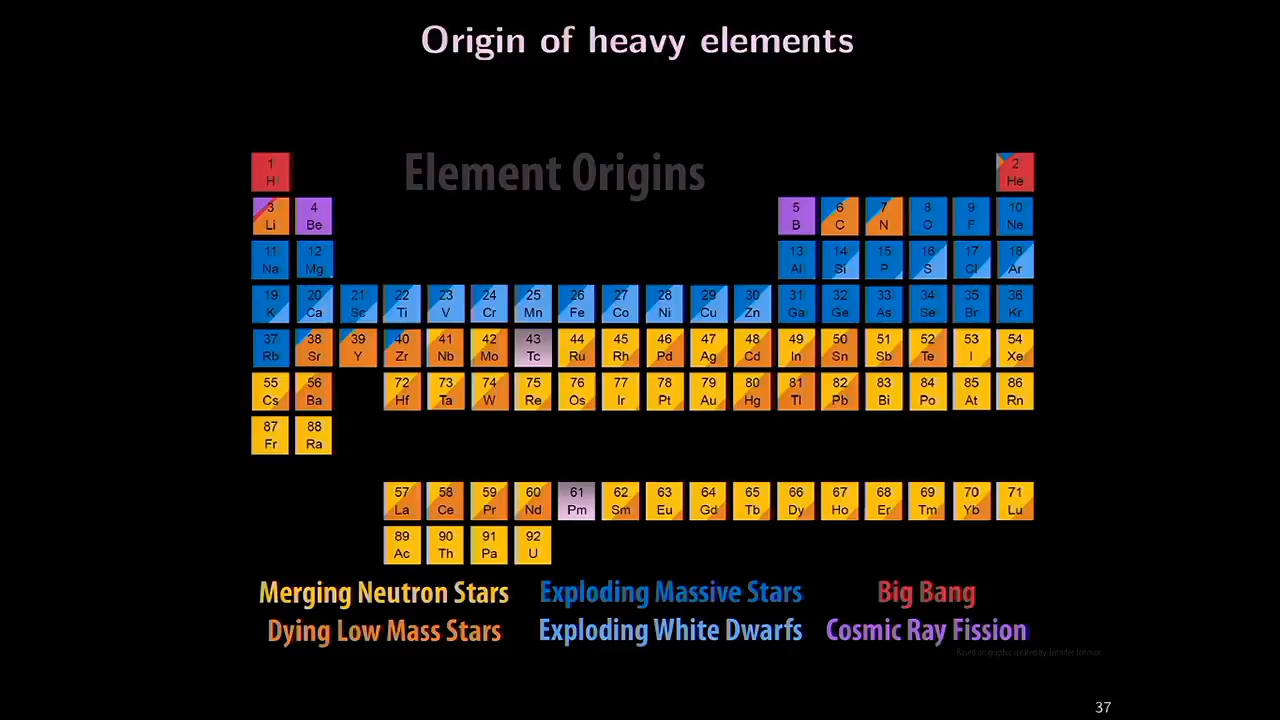 Origin of heavy elements
Element Origins
1 2
H He
3 4 5 6 7 8 9 10
Li Be B C N O F Ne
11 12 13 14 15 16 17 18
Na Mg Al Si P S Cl Ar
19 20 21 22 23 24 25 26 27 28 29 30 31 32 33 34 35 36
K Ca Sc Ti V Cr Mn Fe Co Ni Cu Zn Ga Ge As Se Br Kr
37 38 39 40 41 42 43 44 45 46 47 48 49 50 51 52 53 54
Rb Sr Y Zr Nb Mo Tc Ru Rh Pd Ag Cd In Sn Sb Te I Xe
55 56 72 73 74 75 76 77 78 79 80 81 82 83 84 85 86
Cs Ba Hf Ta W Re Os Ir Pt Au Hg Tl Pb Bi Po At Rn
87 88
Fr Ra
57 58 59 60 61 62 63 64 65 66 67 68 69 70 71
La Ce Pr Nd Pm Sm Eu Gd Tb Dy Ho Er Tm Yb Lu
89 90 91 92
Ac Th Pa U
Merging Neutron Stars Exploding Massive Stars Big Bang
Dying Low Mass Stars Exploding White Dwarfs Cosmic Ray Fission
Based on graphic created by Jennifer Johnson
37